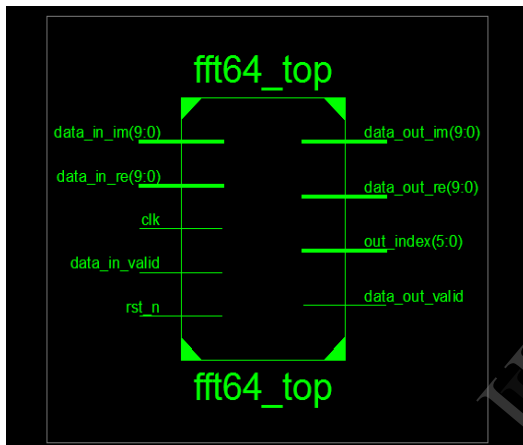 fft64_top
data_in_im(9:0)
data_out_im(9:0)
data_in_re(9:0)
data_out_re(9:0)
clk
out_index(5:0)
data_in_valid
data_out_valid
rst_n
fft64_top